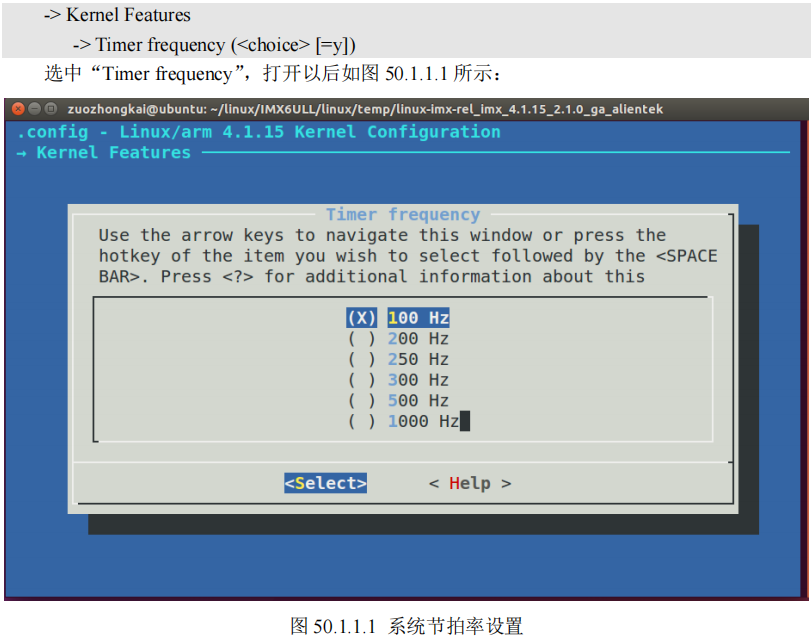 -> Kernel Features
-> Timer frequency (<choice> [=y])
选中“Timer frequency”，打开以后如图 50.1.1.1 所示：
zuozhongkai@ubuntu: ~/linux/IMX6ULL/linux/temp/linux-imx-rel_imx_4.1.15_2.1.0_ga_alientek
.config - Linux/arm 4.1.15 Kernel Configuration
→ Kernel Features
Timer frequency
Use the arrow keys to navigate this window or press the
hotkey of the item you wish to select followed by the <SPACE
BAR>. Press <?> for additional information about this
(X) 100 Hz
( ) 200 Hz
( ) 250 Hz
( ) 300 Hz
( ) 500 Hz
( ) 1000 Hz
<Select> < Help >
图 50.1.1.1 系统节拍率设置